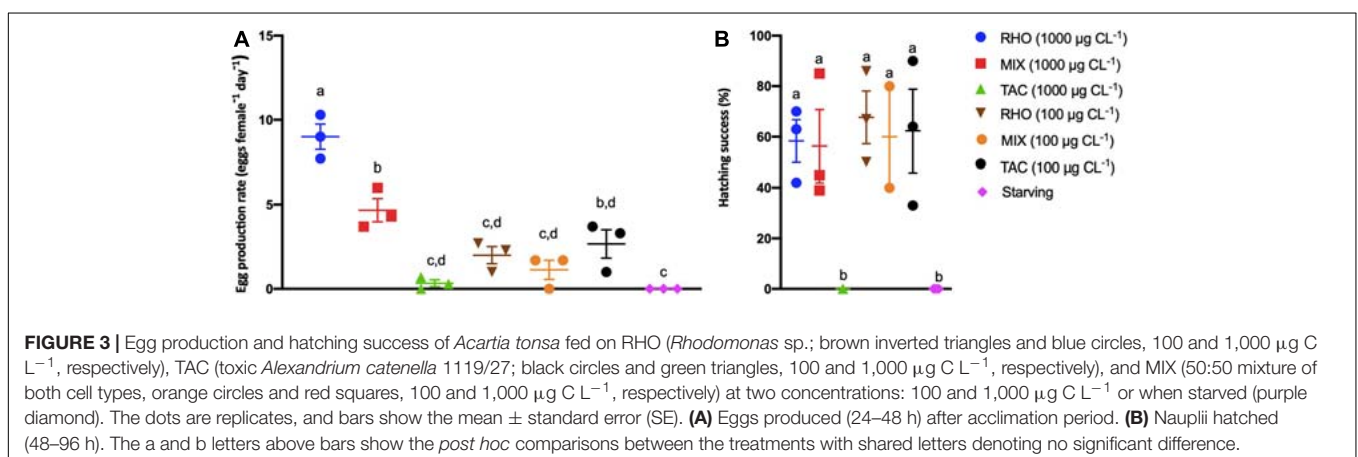 A
B
15
10
5
0
Egg production rate (eggs female⁻¹ day⁻¹)
a
b
c,d
c,d
c,d
b,d
c
100
80
60
40
20
0
Hatching success (%)
a
a
b
a
a
a
b
RHO (1000 µg CL⁻¹)
MIX (1000 µg CL⁻¹)
TAC (1000 µg CL⁻¹)
RHO (100 µg CL⁻¹)
MIX (100 µg CL⁻¹)
TAC (100 µg CL⁻¹)
Starving
FIGURE 3 | Egg production and hatching success of Acartia tonsa fed on RHO (Rhodomonas sp.; brown inverted triangles and blue circles, 100 and 1,000 µg C
L⁻¹, respectively), TAC (toxic Alexandrium catenella 1119/27; black circles and green triangles, 100 and 1,000 µg C L⁻¹, respectively), and MIX (50:50 mixture of
both cell types, orange circles and red squares, 100 and 1,000 µg C L⁻¹, respectively) at two concentrations: 100 and 1,000 µg C L⁻¹ or when starved (purple
diamond). The dots are replicates, and bars show the mean ± standard error (SE). (A) Eggs produced (24–48 h) after acclimation period. (B) Nauplii hatched
(48–96 h). The a and b letters above bars show the post hoc comparisons between the treatments with shared letters denoting no significant difference.